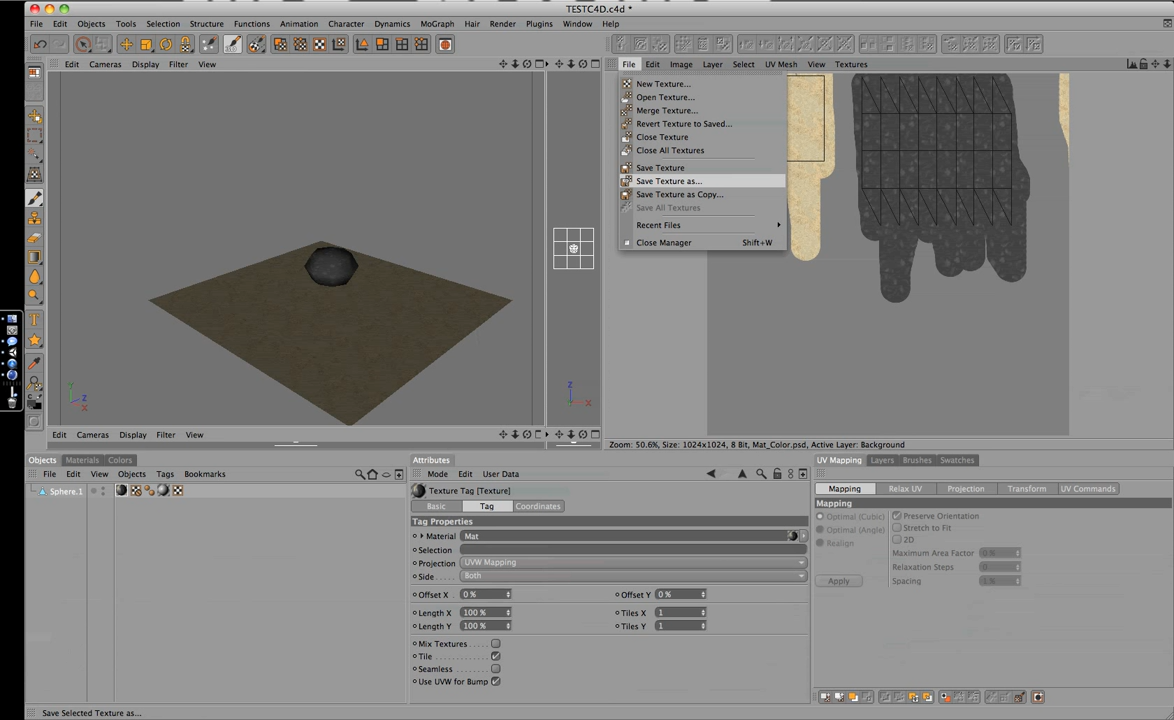 TESTC4D.c4d *
File Edit Objects Tools Selection Structure Functions Animation Character Dynamics MoGraph Hair Render Plugins Window Help
Edit Cameras Display Filter View
File Edit Image Layer Select UV Mesh View Textures
New Texture...
Open Texture...
Merge Texture...
Revert Texture to Saved...
Close Texture
Close All Textures
Save Texture
Save Texture as...
Save Texture as Copy...
Save All Textures
Recent Files
Close Manager Shift+W
Y
Z
X
Z
X
Edit Cameras Display Filter View
Zoom: 50.6%, Size: 1024x1024, 8 Bit, Mat_Color.psd, Active Layer: Background
Objects Materials Colors
File Edit View Objects Tags Bookmarks
Sphere.1
Attributes
Mode Edit User Data
Texture Tag [Texture]
Basic Tag Coordinates
Tag Properties
Material Mat
Selection
Projection UVW Mapping
Side Both
Offset X 0 % Offset Y 0 %
Length X 100 % Tiles X 1
Length Y 100 % Tiles Y 1
Mix Textures
Tile
Seamless
Use UVW for Bump
UV Mapping Layers Brushes Swatches
Mapping Relax UV Projection Transform UV Commands
Mapping
Optimal (Cubic) Preserve Orientation
Optimal (Angle) Stretch to Fit
Realign 2D
Maximum Area Factor 0 %
Relaxation Steps 0
Apply Spacing 1 %
Save Selected Texture as...